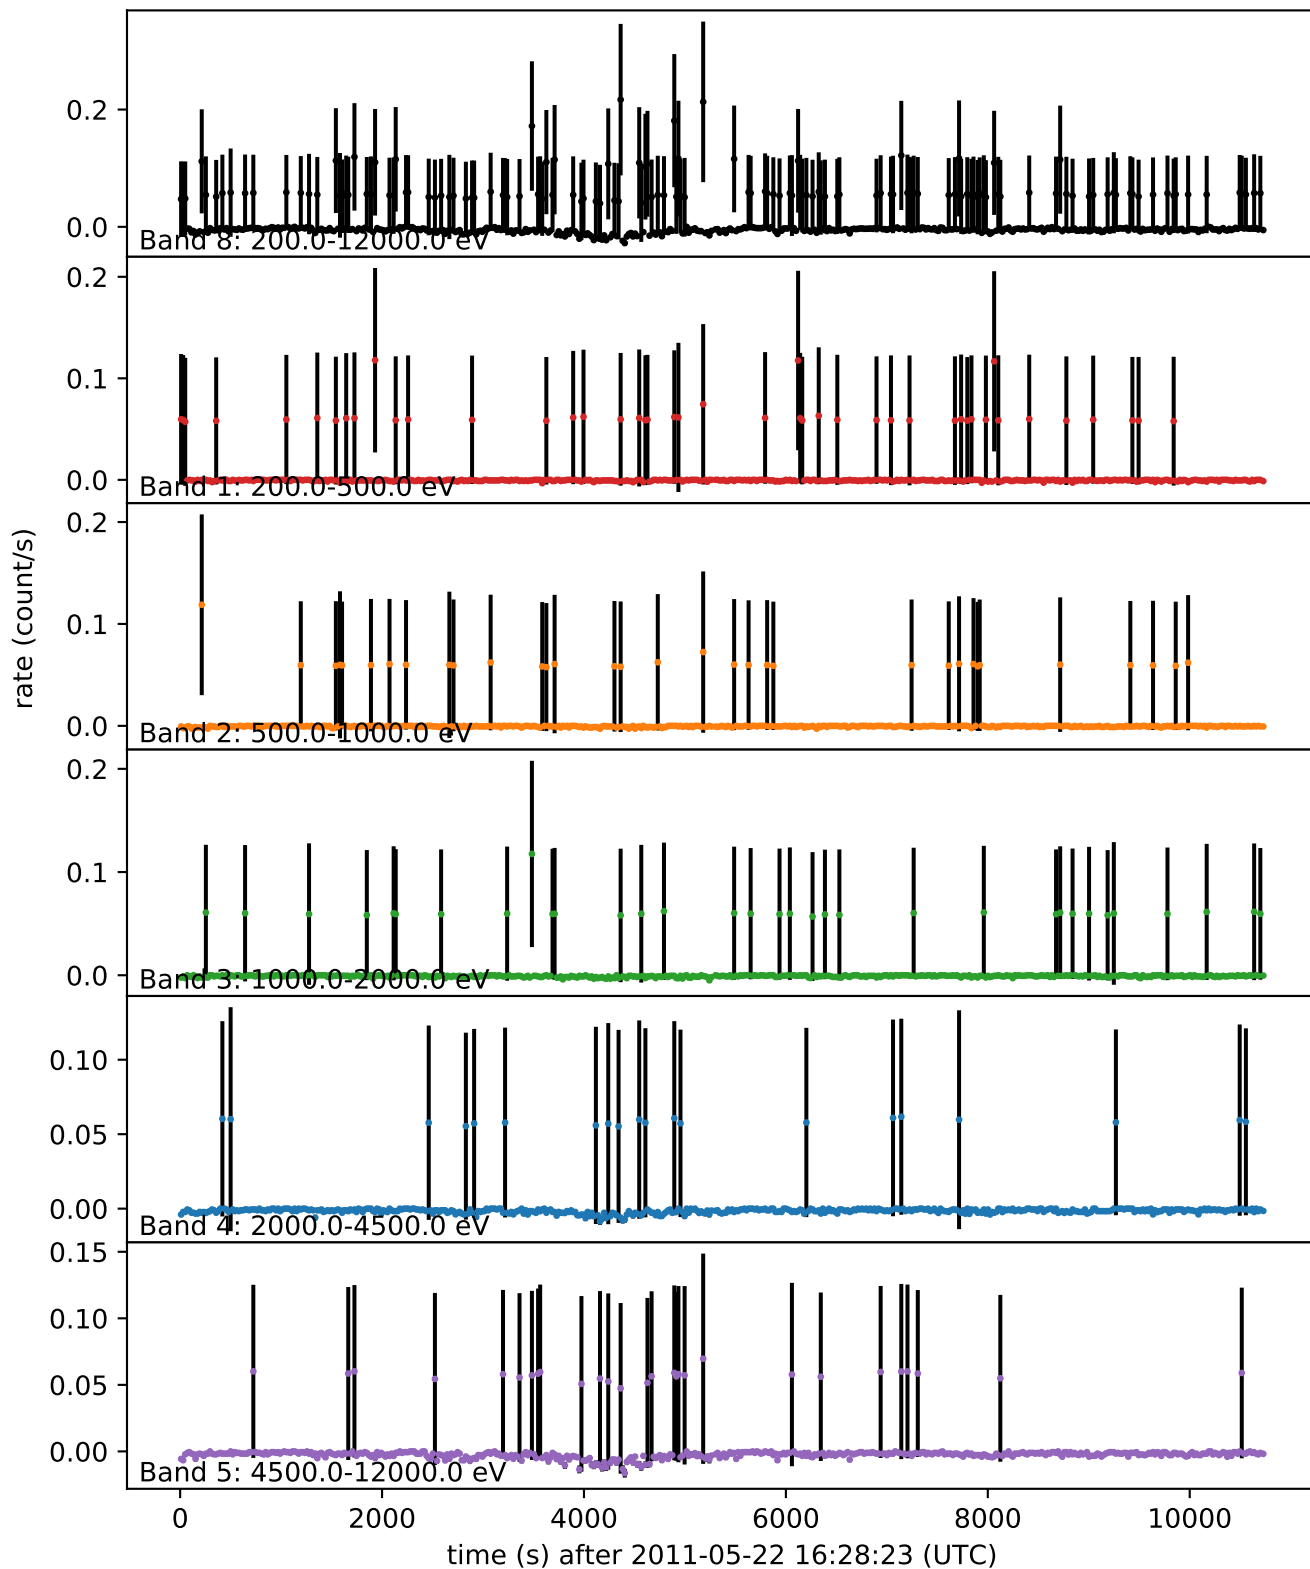 0.2
0.0
Band 8: 200.0-12000.0 eV
0.2
0.1
0.0
Band 1: 200.0-500.0 eV
0.2
0.1
0.0
Band 2: 500.0-1000.0 eV
rate (count/s)
0.2
0.1
0.0
Band 3: 1000.0-2000.0 eV
0.10
0.05
0.00
Band 4: 2000.0-4500.0 eV
0.15
0.10
0.05
0.00
Band 5: 4500.0-12000.0 eV
0 2000 4000 6000 8000 10000
time (s) after 2011-05-22 16:28:23 (UTC)